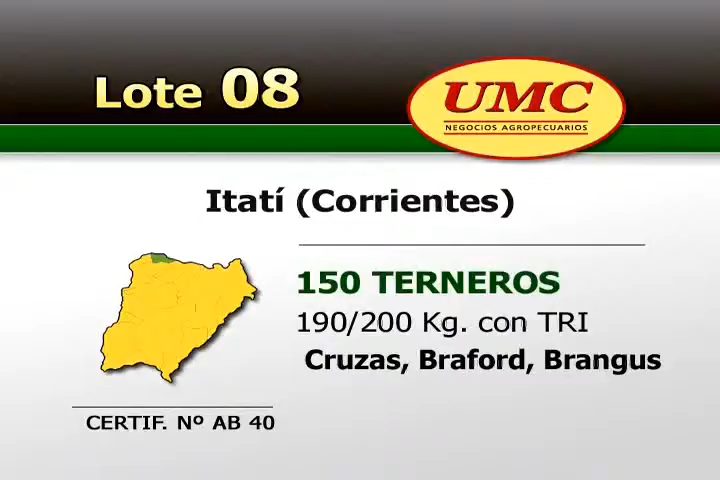 Lote 08
UMC
NEGOCIOS AGROPECUARIOS
Itatí (Corrientes)
150 TERNEROS
190/200 Kg. con TRI
Cruzas, Braford, Brangus
CERTIF. Nº AB 40